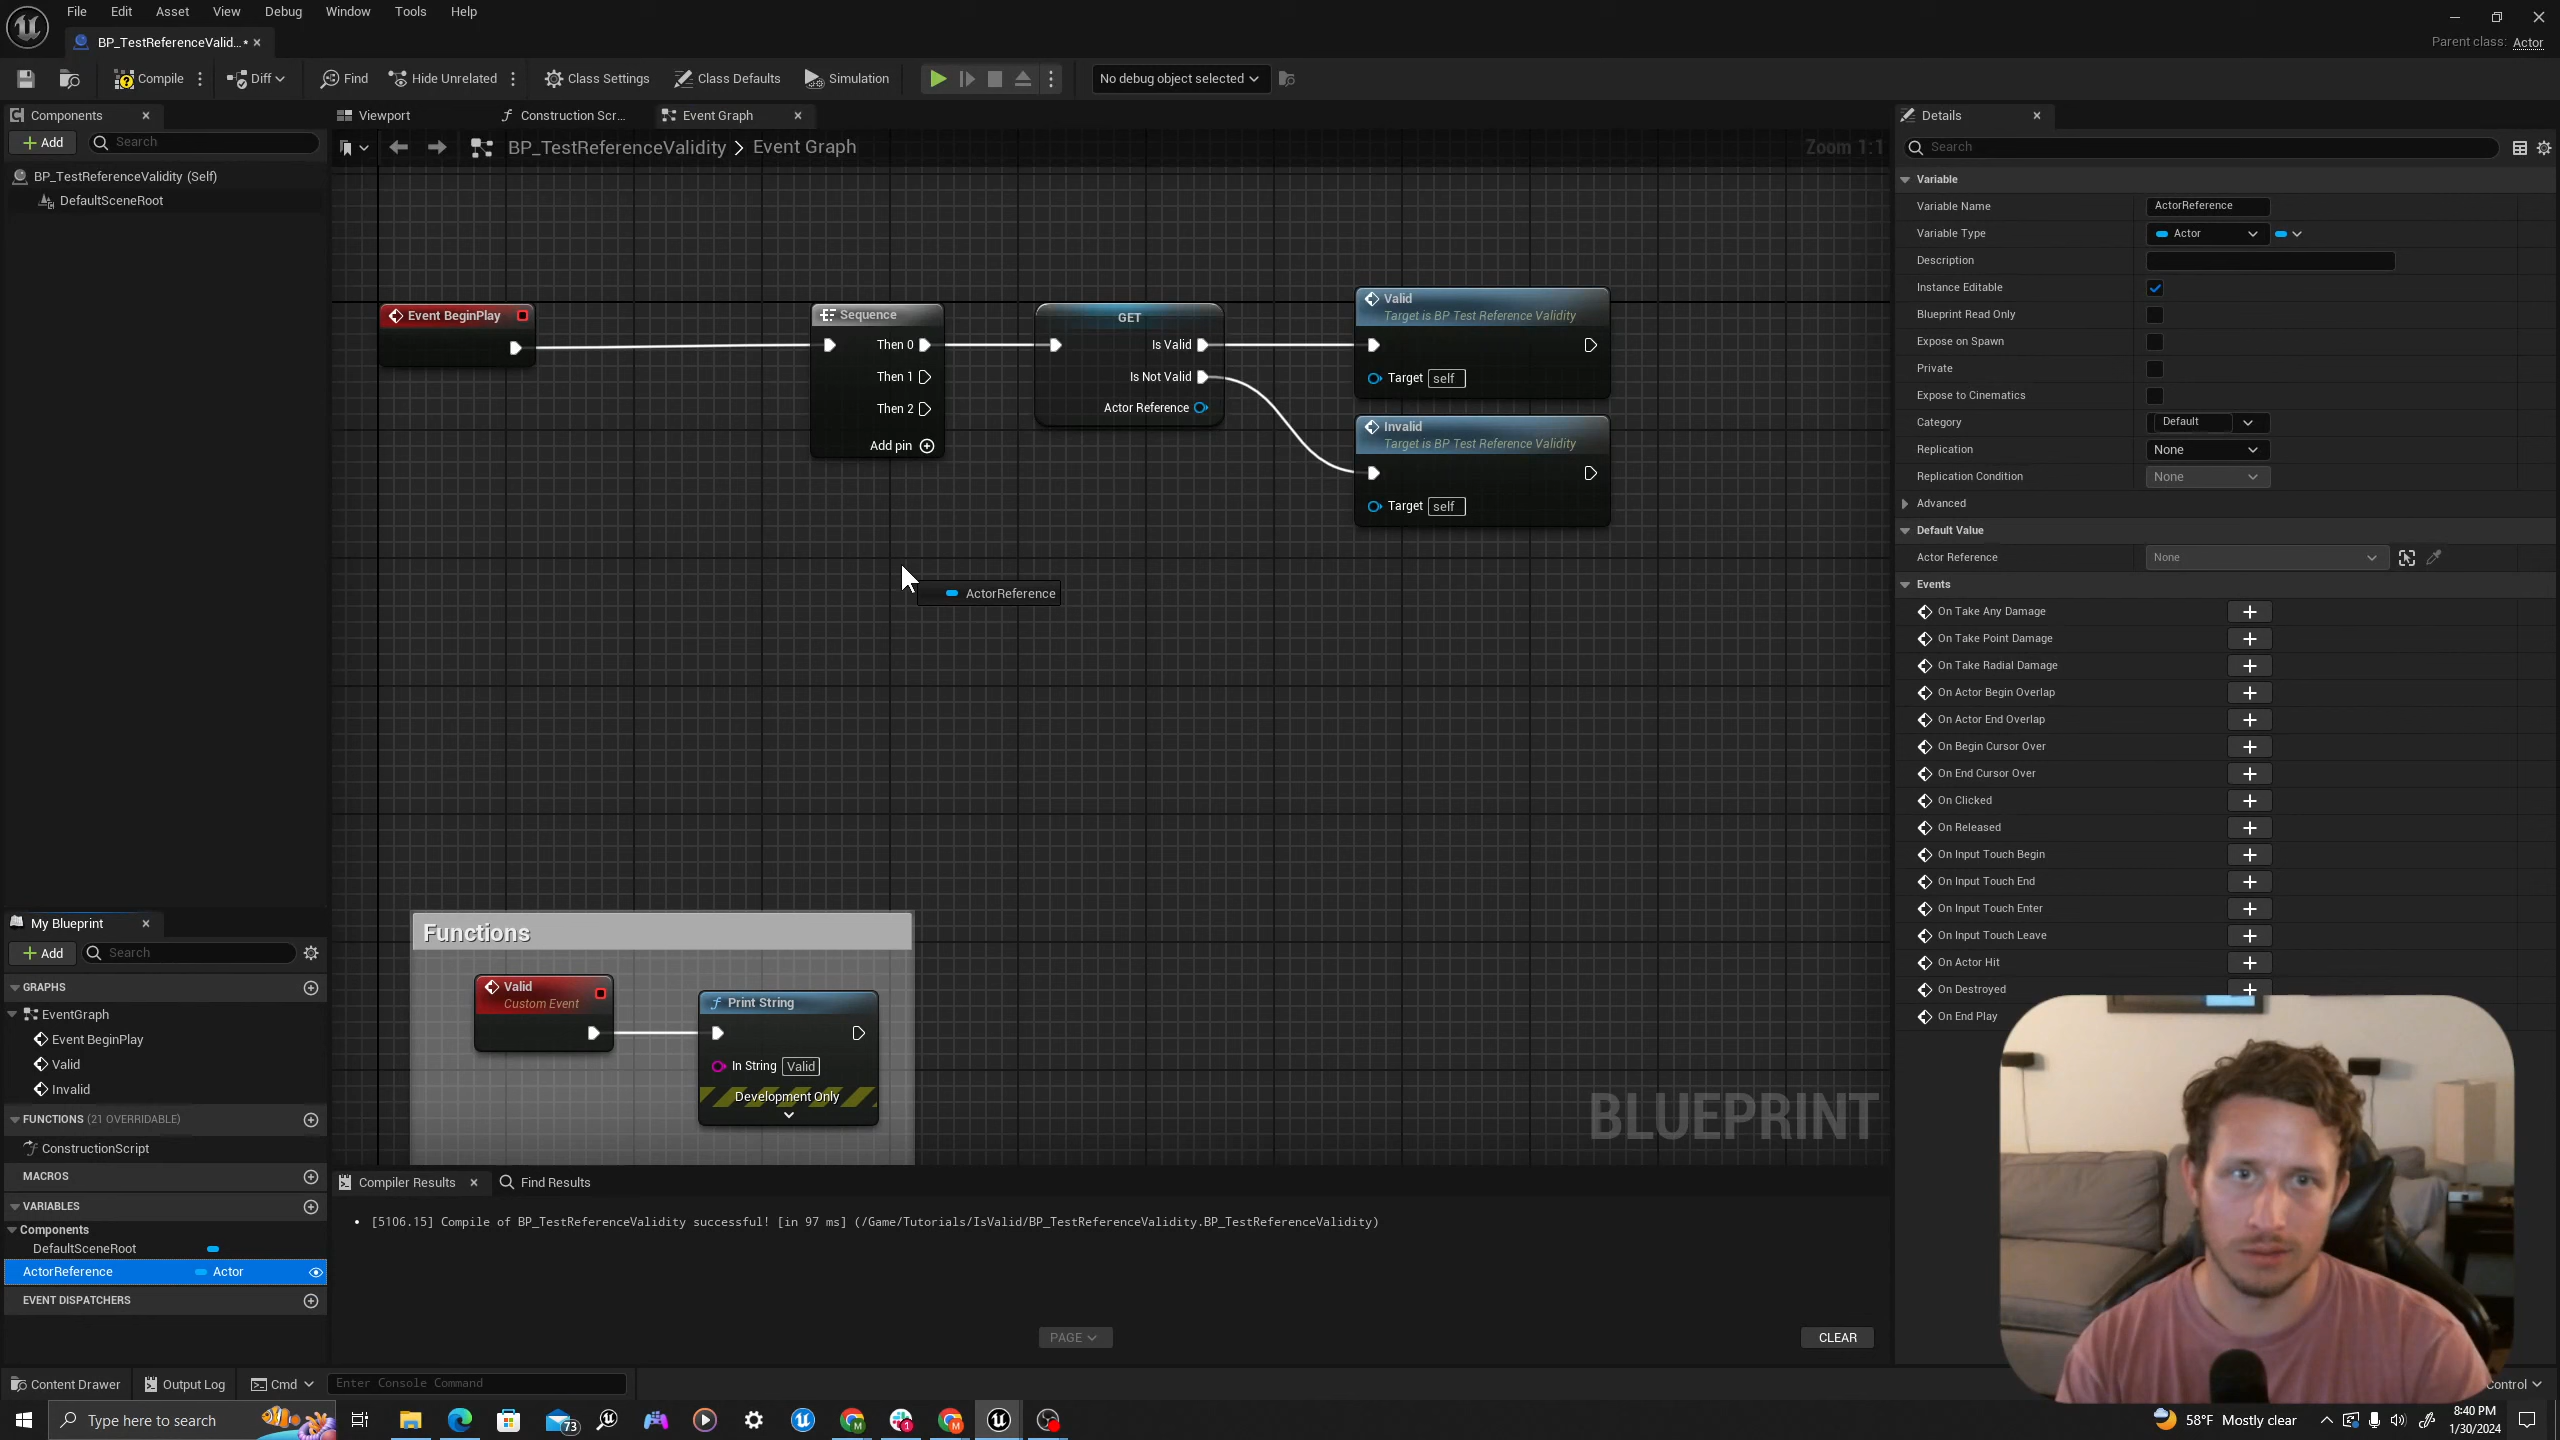 File Edit Asset View Debug Window Tools Help
BP_TestReferenceValid...•
Parent class: Actor
Compile Diff Find Hide Unrelated Class Settings Class Defaults Simulation No debug object selected
Components
Add Search
BP_TestReferenceValidity (Self)
DefaultSceneRoot
Viewport Construction Scr... Event Graph
BP_TestReferenceValidity > Event Graph
Zoom 1:1
Event BeginPlay
Sequence
Then 0
Then 1
Then 2
Add pin
GET
Is Valid
Is Not Valid
Actor Reference
Valid
Target is BP Test Reference Validity
Target self
Invalid
Target is BP Test Reference Validity
Target self
ActorReference
Functions
Valid
Custom Event
Print String
In String Valid
Development Only
BLUEPRINT
My Blueprint
Add Search
GRAPHS
EventGraph
Event BeginPlay
Valid
Invalid
FUNCTIONS (21 OVERRIDABLE)
ConstructionScript
MACROS
VARIABLES
Components
DefaultSceneRoot
ActorReference Actor
EVENT DISPATCHERS
Compiler Results Find Results
• [5106.15] Compile of BP_TestReferenceValidity successful! [in 97 ms] (/Game/Tutorials/IsValid/BP_TestReferenceValidity.BP_TestReferenceValidity)
PAGE
CLEAR
Details
Search
Variable
Variable Name ActorReference
Variable Type Actor
Description
Instance Editable
Blueprint Read Only
Expose on Spawn
Private
Expose to Cinematics
Category Default
Replication None
Replication Condition None
Advanced
Default Value
Actor Reference None
Events
On Take Any Damage
On Take Point Damage
On Take Radial Damage
On Actor Begin Overlap
On Actor End Overlap
On Begin Cursor Over
On End Cursor Over
On Clicked
On Released
On Input Touch Begin
On Input Touch End
On Input Touch Enter
On Input Touch Leave
On Actor Hit
On Destroyed
On End Play
Content Drawer Output Log Cmd Enter Console Command
Control
Type here to search
73
1
58°F Mostly clear
8:40 PM
1/30/2024